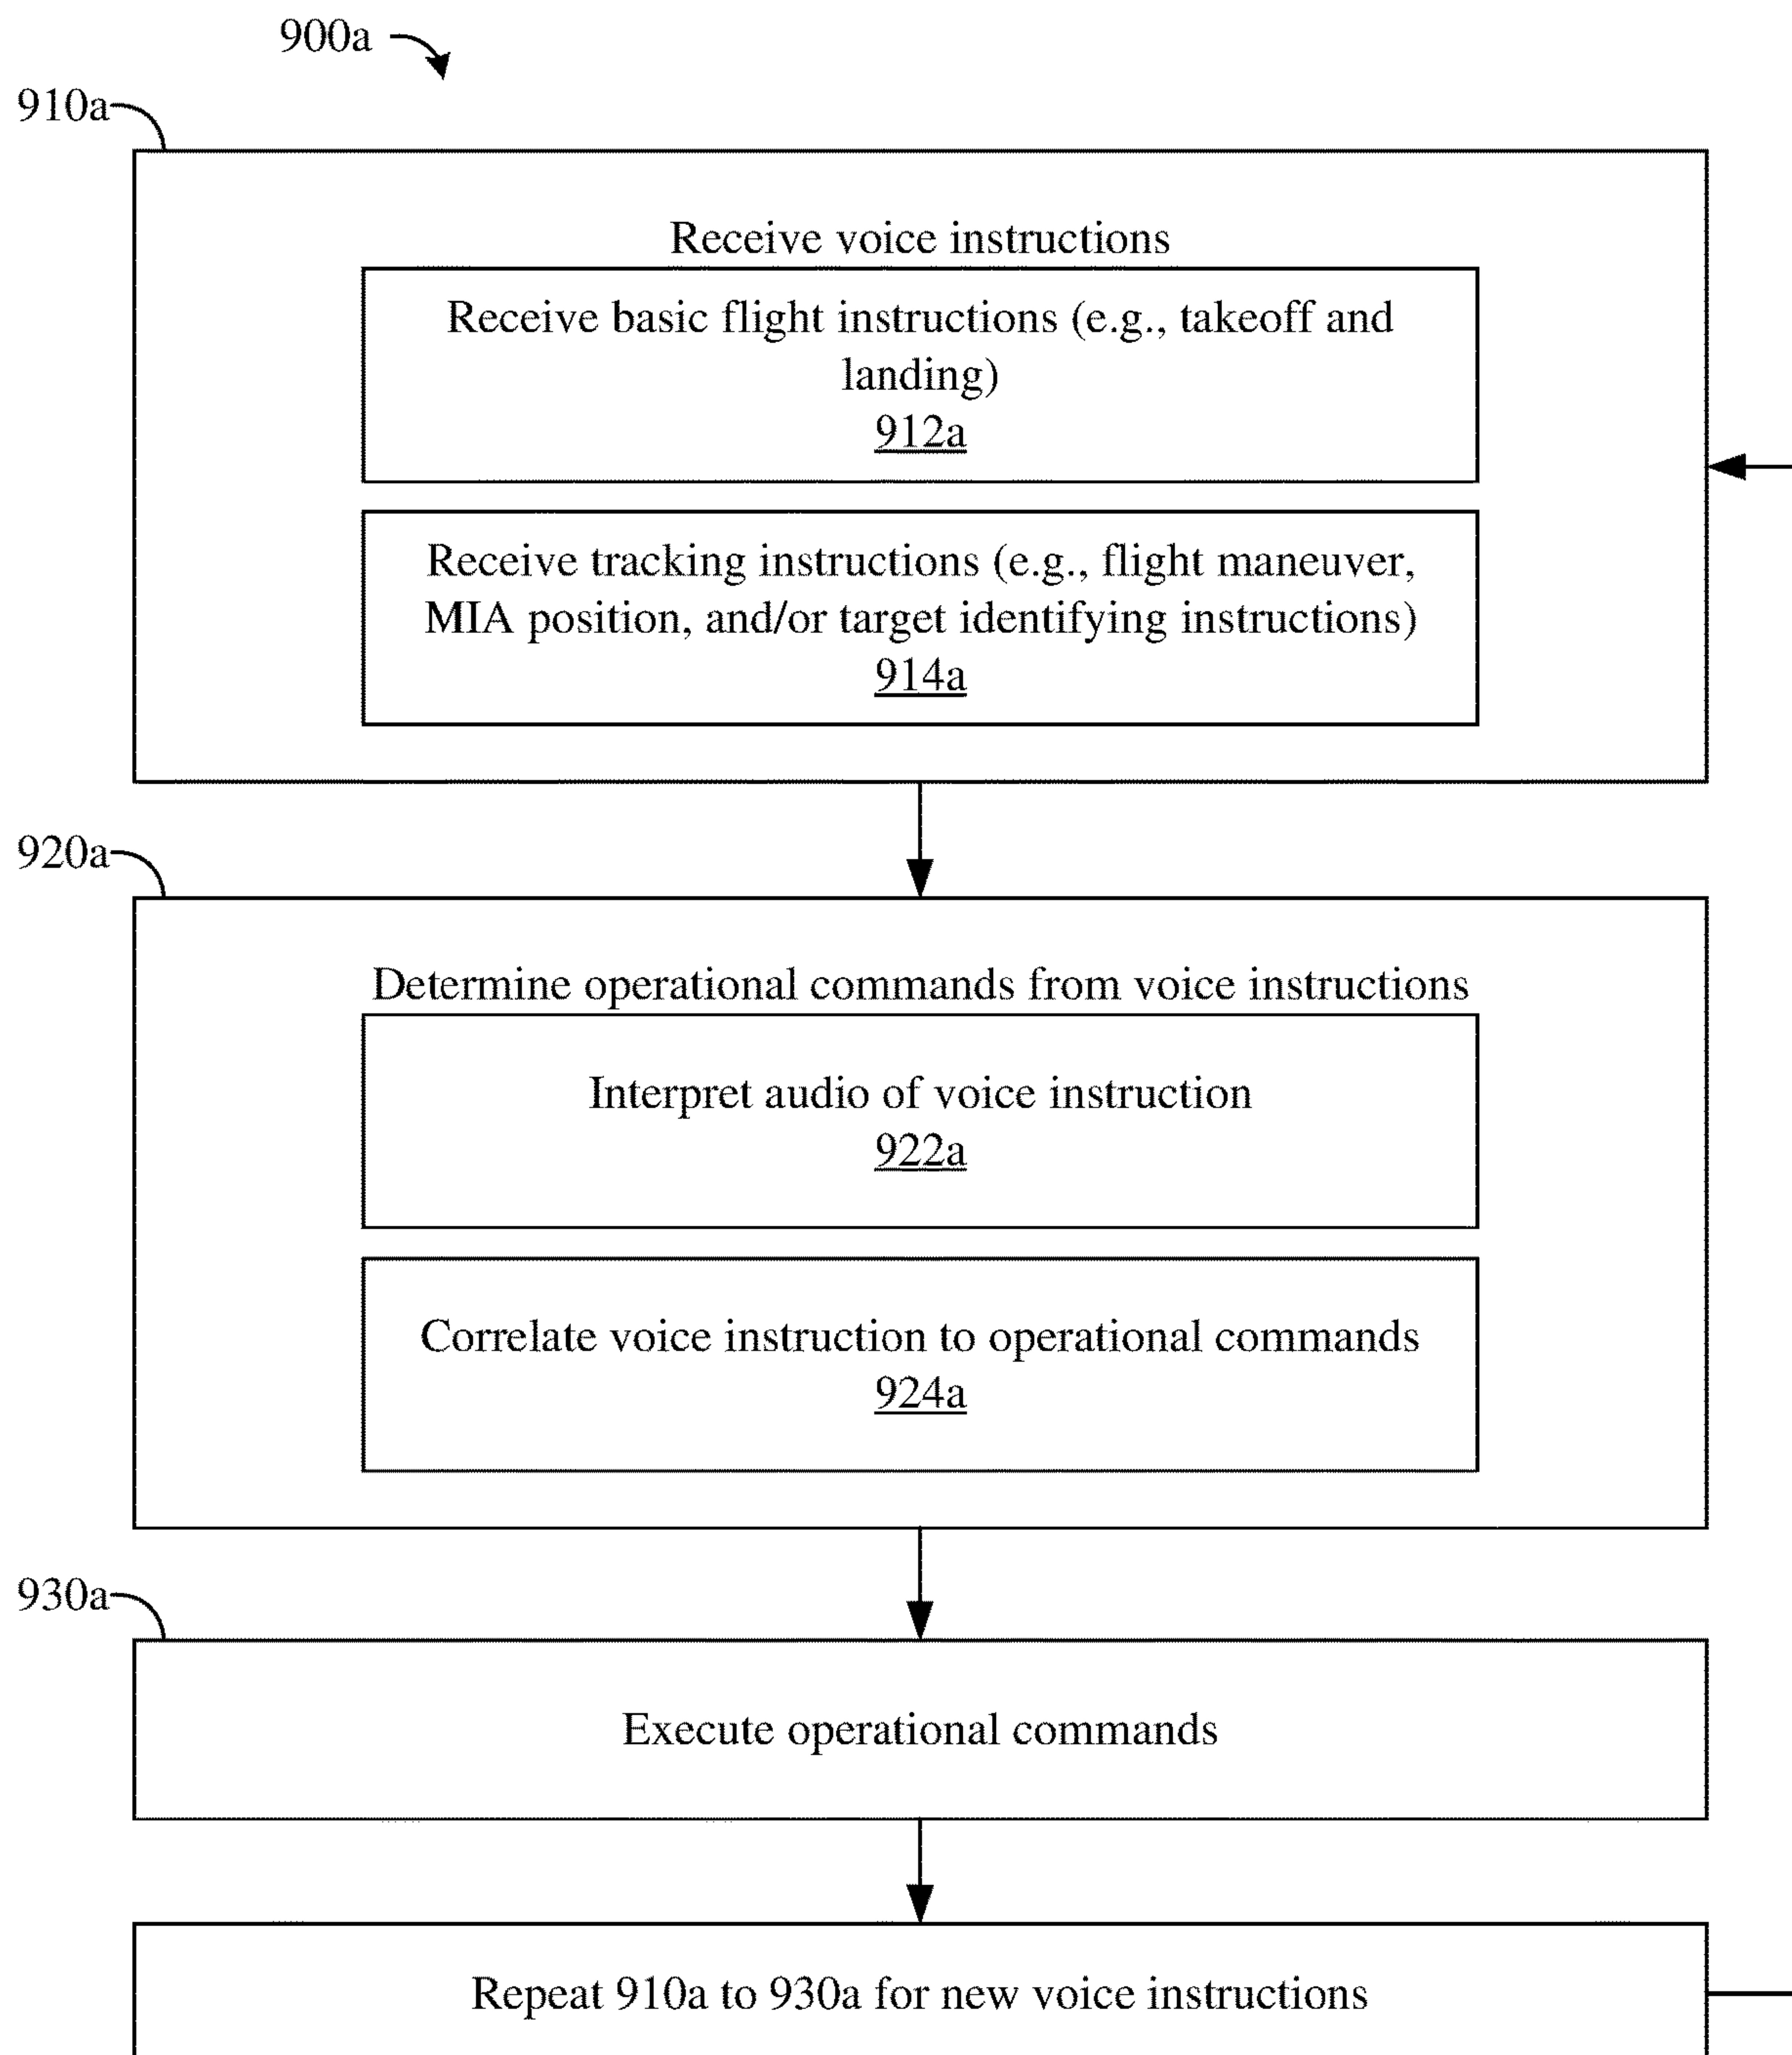 900a
910a
Receive voice instructions
Receive basic flight instructions (e.g., takeoff and
landing)
912a
Receive tracking instructions (e.g., flight maneuver,
MIA position, and/or target identifying instructions)
914a
920a
Determine operational commands from voice instructions
Interpret audio of voice instruction
922a
Correlate voice instruction to operational commands
924a
930a
Execute operational commands
Repeat 910a to 930a for new voice instructions